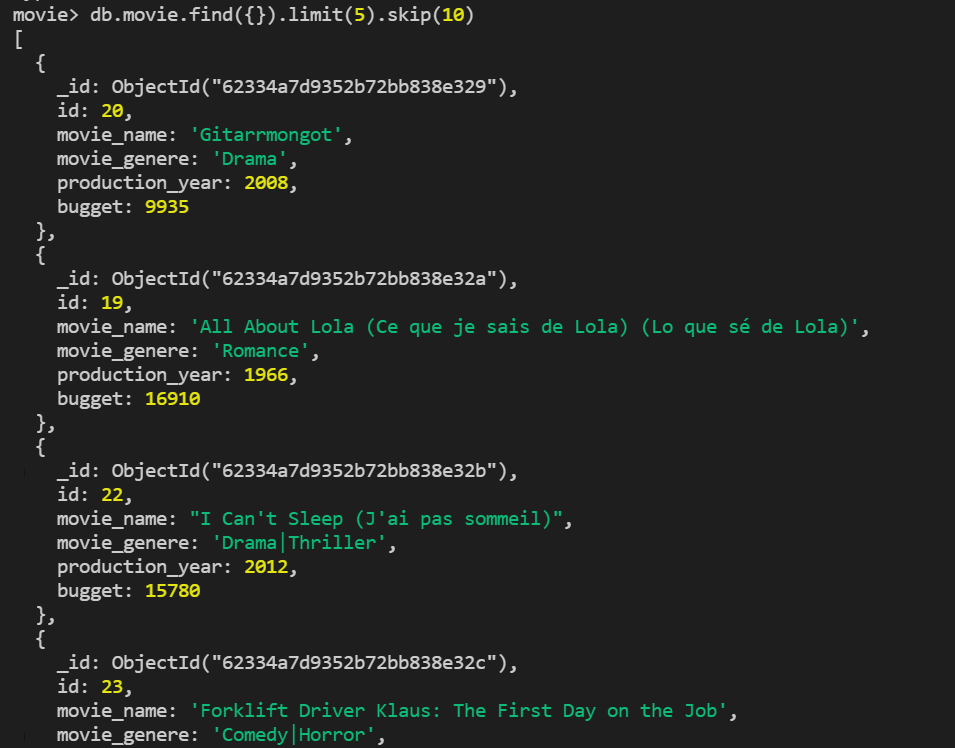 movie> db.movie.find({}).limit(5).skip(10)
[
  {
    _id: ObjectId("62334a7d9352b72bb838e329"),
    id: 20,
    movie_name: 'Gitarrmongot',
    movie_genere: 'Drama',
    production_year: 2008,
    bugget: 9935
  },
  {
    _id: ObjectId("62334a7d9352b72bb838e32a"),
    id: 19,
    movie_name: 'All About Lola (Ce que je sais de Lola) (Lo que sé de Lola)',
    movie_genere: 'Romance',
    production_year: 1966,
    bugget: 16910
  },
  {
    _id: ObjectId("62334a7d9352b72bb838e32b"),
    id: 22,
    movie_name: "I Can't Sleep (J'ai pas sommeil)",
    movie_genere: 'Drama|Thriller',
    production_year: 2012,
    bugget: 15780
  },
  {
    _id: ObjectId("62334a7d9352b72bb838e32c"),
    id: 23,
    movie_name: 'Forklift Driver Klaus: The First Day on the Job',
    movie_genere: 'Comedy|Horror',